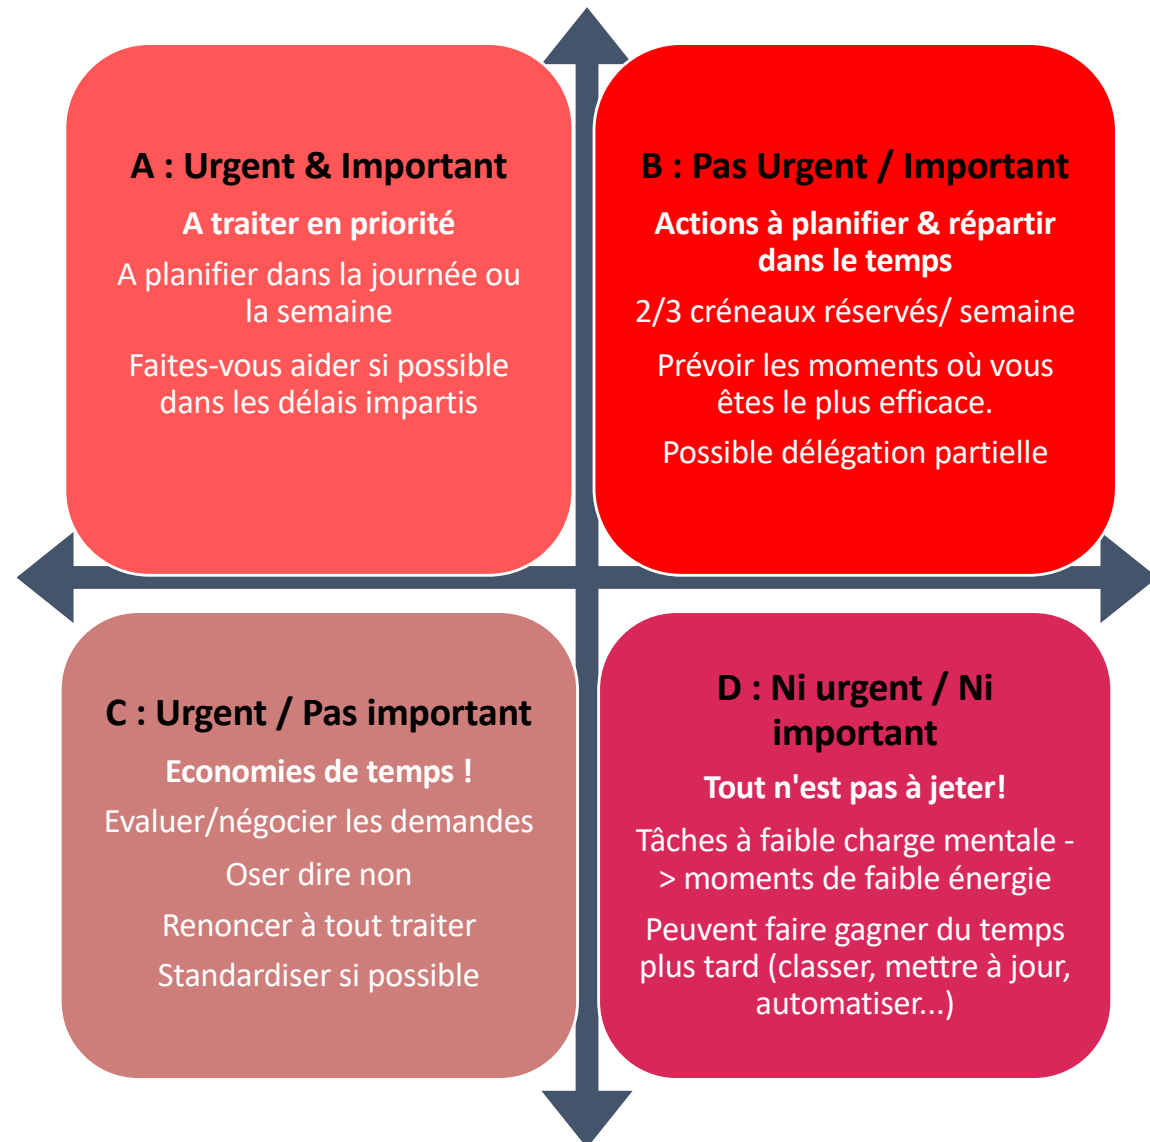 A : Urgent & Important
A traiter en priorité
A planifier dans la journée ou
la semaine
Faites-vous aider si possible
dans les délais impartis
B : Pas Urgent / Important
Actions à planifier & répartir
dans le temps
2/3 créneaux réservés/ semaine
Prévoir les moments où vous
êtes le plus efficace.
Possible délégation partielle
C : Urgent / Pas important
Economies de temps !
Evaluer/négocier les demandes
Oser dire non
Renoncer à tout traiter
Standardiser si possible
D : Ni urgent / Ni
important
Tout n'est pas à jeter!
Tâches à faible charge mentale -
> moments de faible énergie
Peuvent faire gagner du temps
plus tard (classer, mettre à jour,
automatiser...)